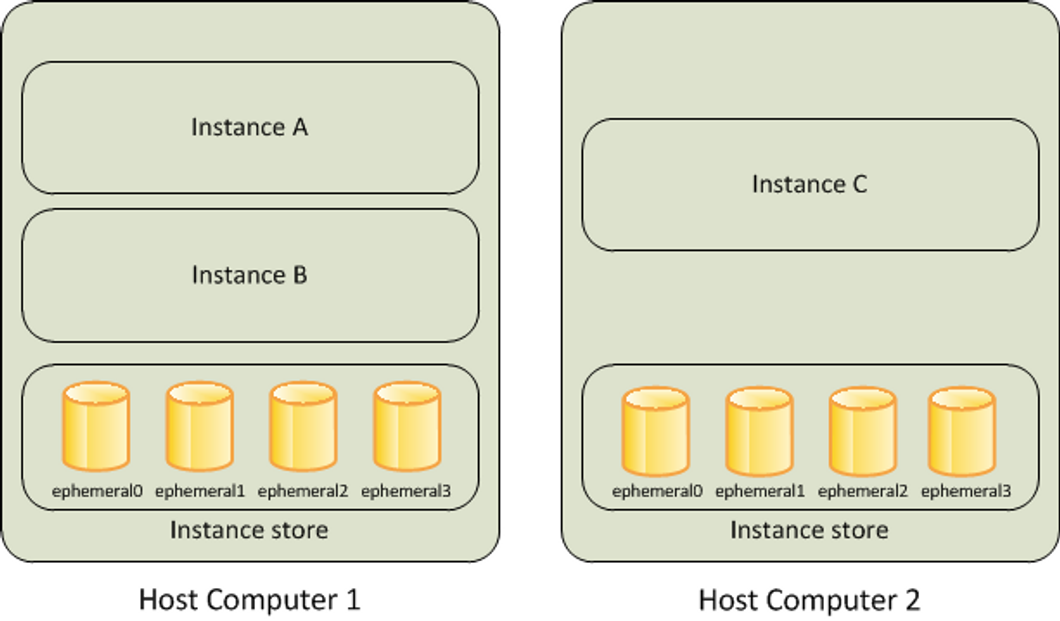 Instance A
Instance B
ephemeral0 ephemeral1 ephemeral2 ephemeral3
Instance store
Host Computer 1
Instance C
ephemeral0 ephemeral1 ephemeral2 ephemeral3
Instance store
Host Computer 2